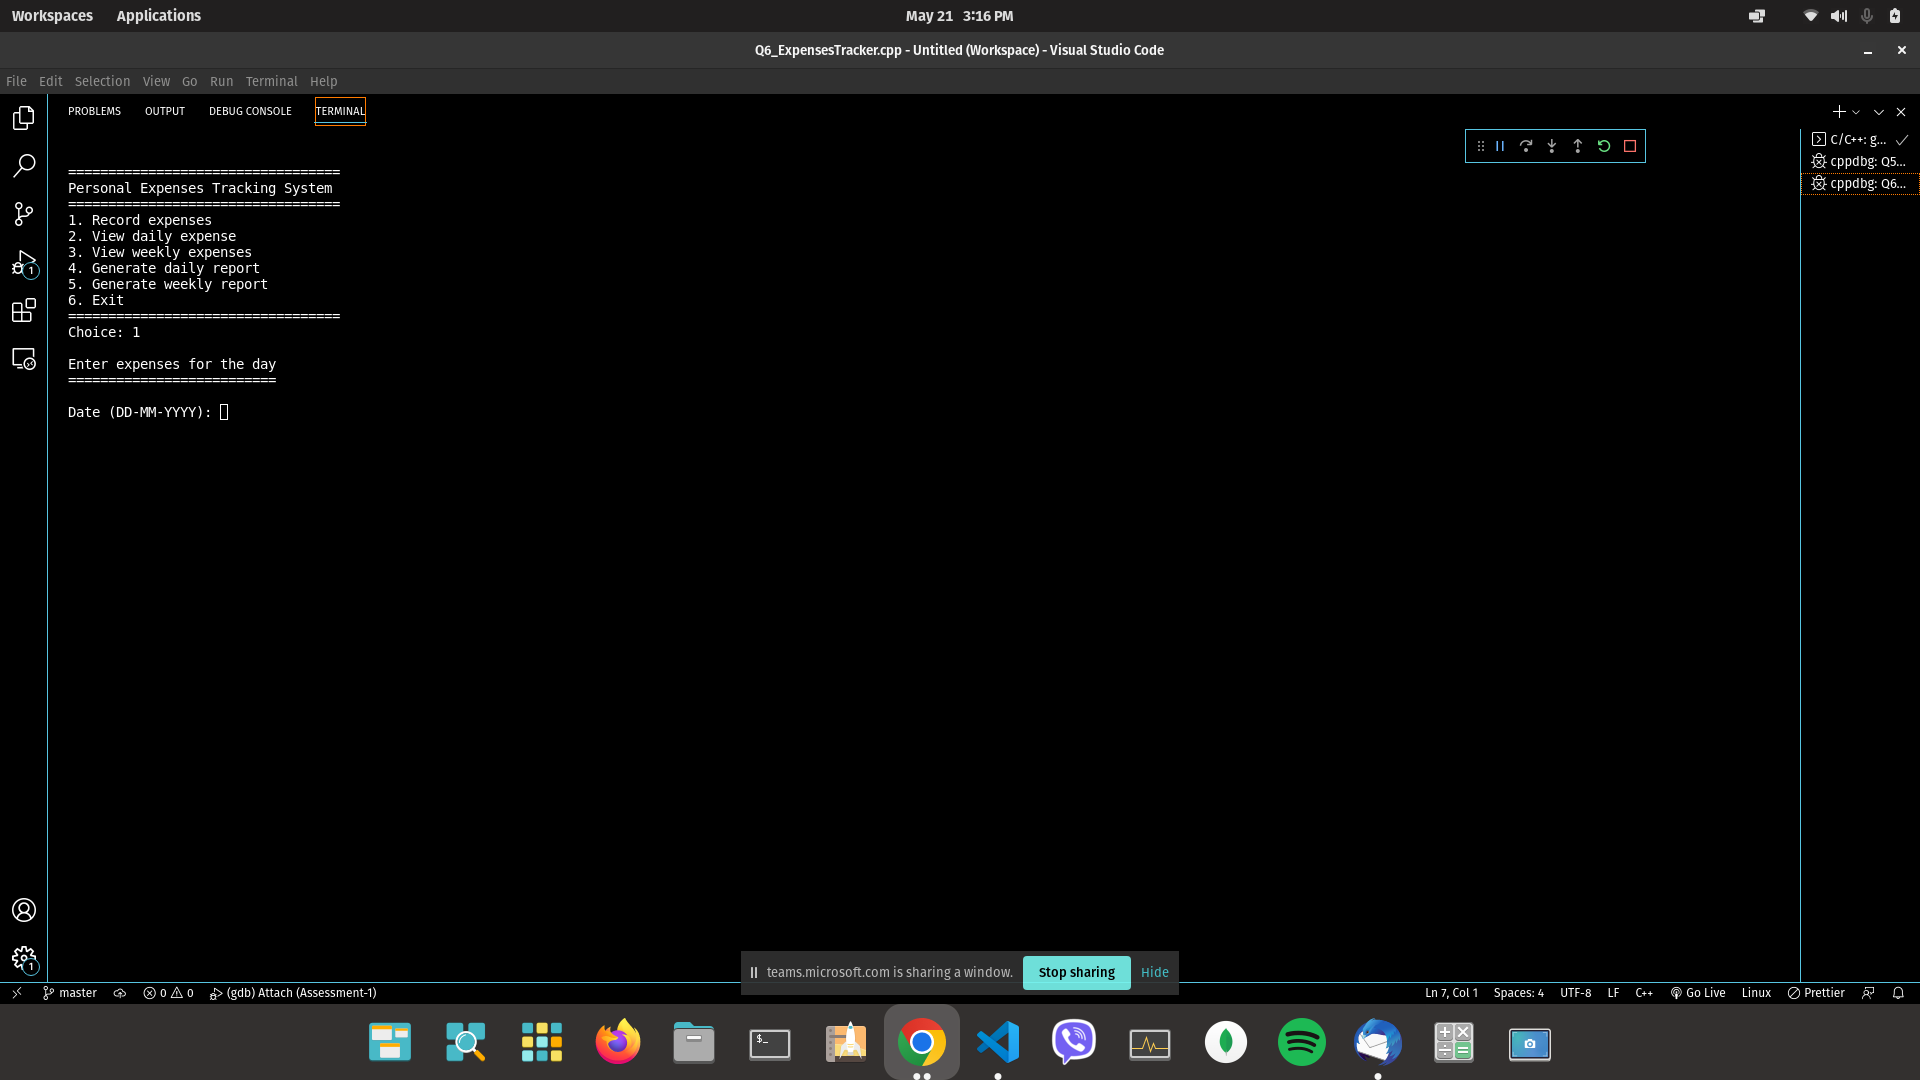 Workspaces Applications May 21 3:16 PM
Q6_ExpensesTracker.cpp - Untitled (Workspace) - Visual Studio Code
File Edit Selection View Go Run Terminal Help
PROBLEMS OUTPUT DEBUG CONSOLE TERMINAL
C/C++: g...
cppdbg: Q5...
cppdbg: Q6...
==================================
Personal Expenses Tracking System
==================================
1. Record expenses
2. View daily expense
3. View weekly expenses
4. Generate daily report
5. Generate weekly report
6. Exit
==================================
Choice: 1
Enter expenses for the day
==========================
Date (DD-MM-YYYY):
1
1
teams.microsoft.com is sharing a window. Stop sharing Hide
master 0 0 (gdb) Attach (Assessment-1) Ln 7, Col 1 Spaces: 4 UTF-8 LF C++ Go Live Linux Prettier
$_